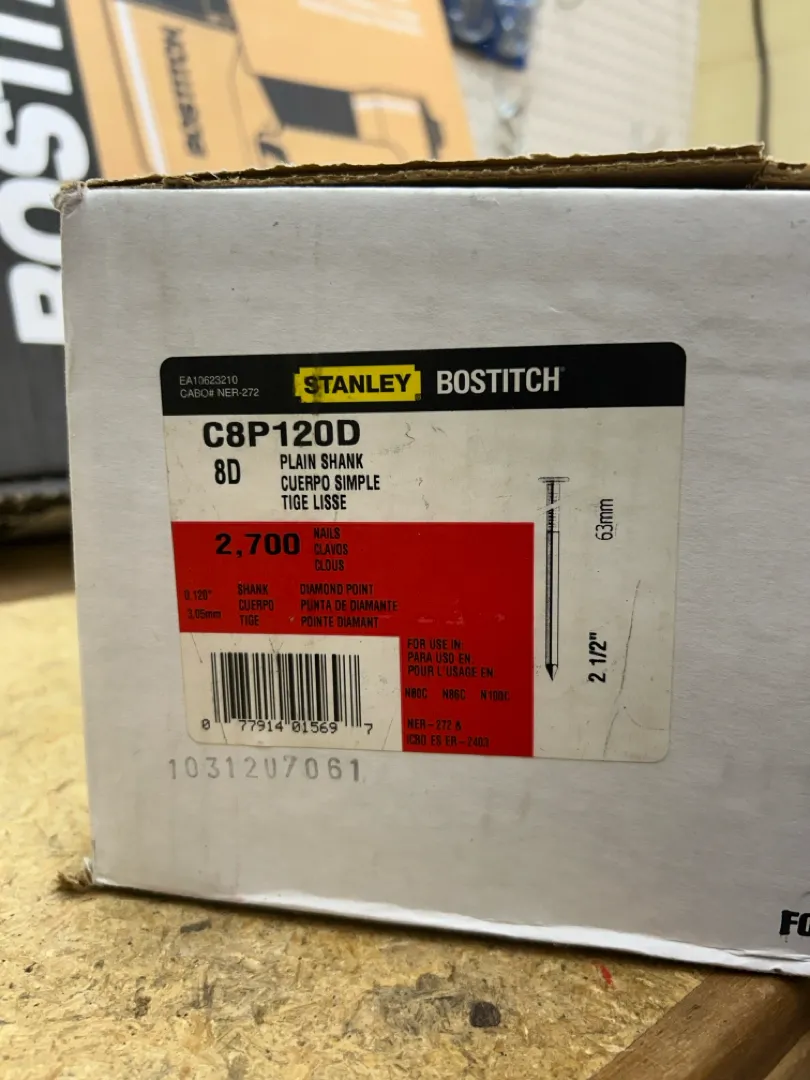 BOSTITCH
BOSTI
EA10623210
CABO# NER-272
STANLEY BOSTITCH
C8P120D
8D
PLAIN SHANK
CUERPO SIMPLE
TIGE LISSE
2,700
NAILS
CLAVOS
CLOUS
0.120"
3.05mm
SHANK
CUERPO
TIGE
DIAMOND POINT
PUNTA DE DIAMANTE
POINTE DIAMANT
63mm
2 1/2"
FOR USE IN:
PARA USO EN
POUR L'USAGE EN
N80C N86C N100C
NER-272 A
ICBO ES ER-2403
0 77914 01569 7
1031207061
FO